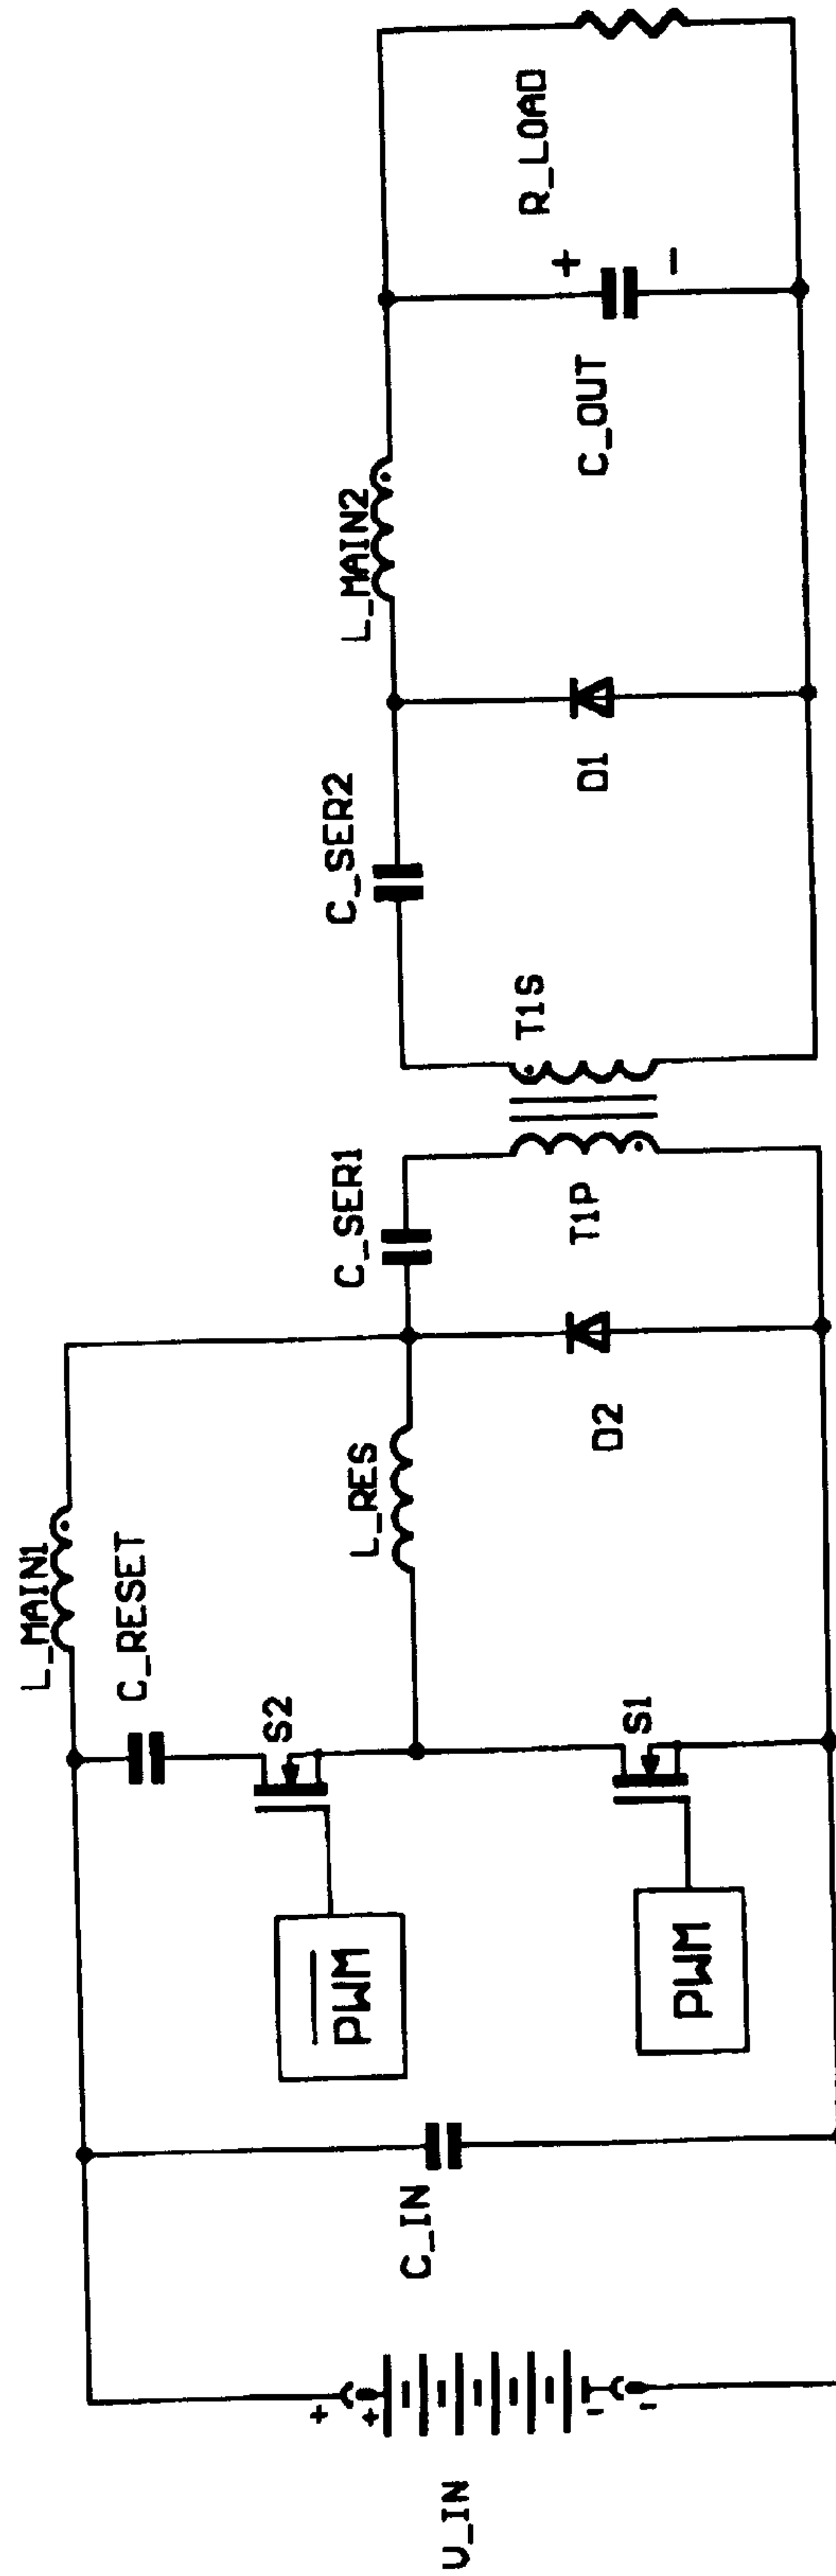 L_MAIN1
C_RESET
S2
PWM
L_RES
S1
PWM
C_IN
V_IN
+
+
-
-
D2
C_SER1
T1P
T1S
C_SER2
D1
L_MAIN2
C_OUT
+
-
R_LOAD